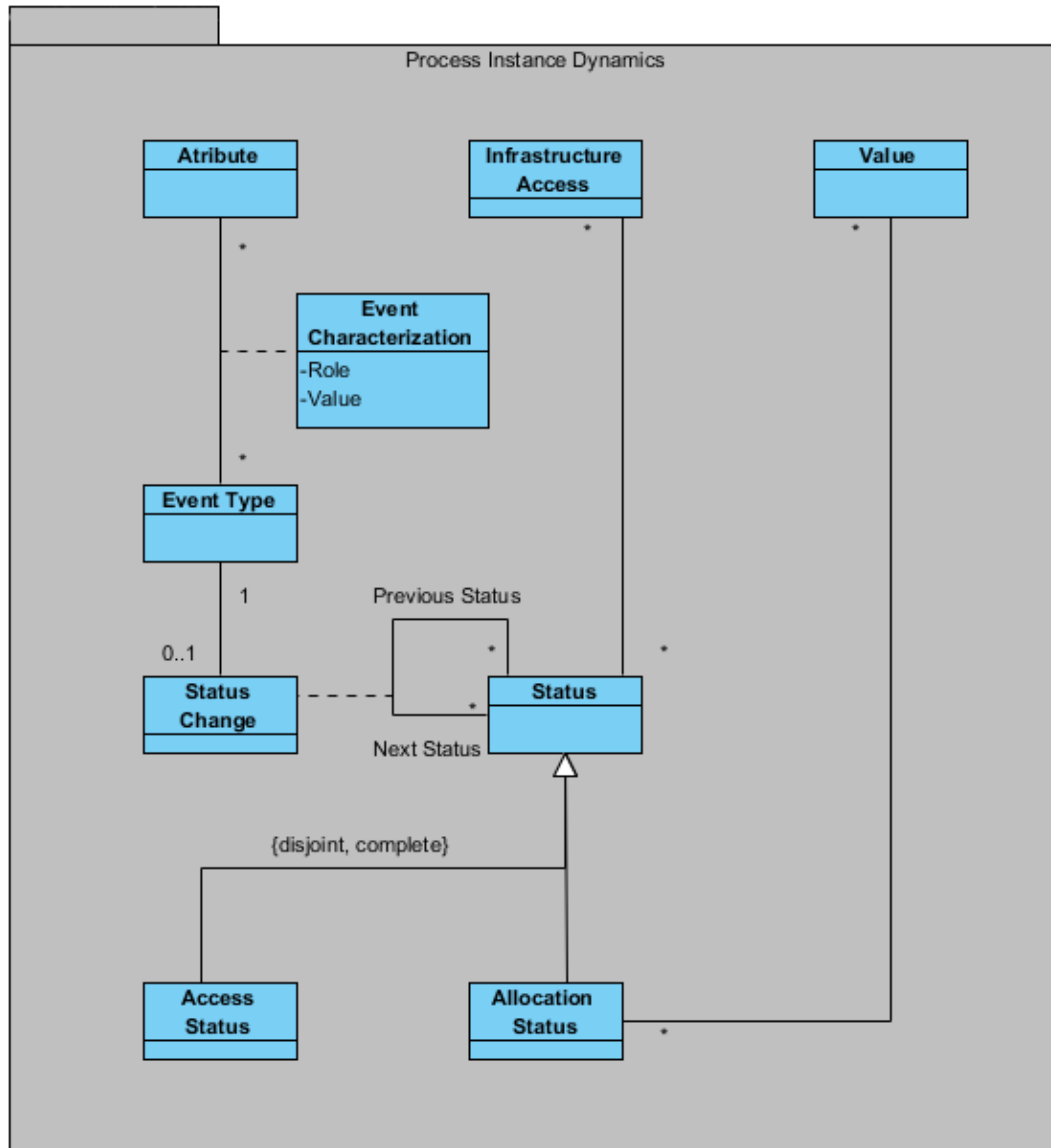 Process Instance Dynamics
Atribute
Infrastructure
Access
Value
*
*
*
Event
Characterization
-Role
-Value
*
Event Type
1
Previous Status
0..1
*
*
Status
Change
Status
*
Next Status
{disjoint, complete}
Access
Status
Allocation
Status
*